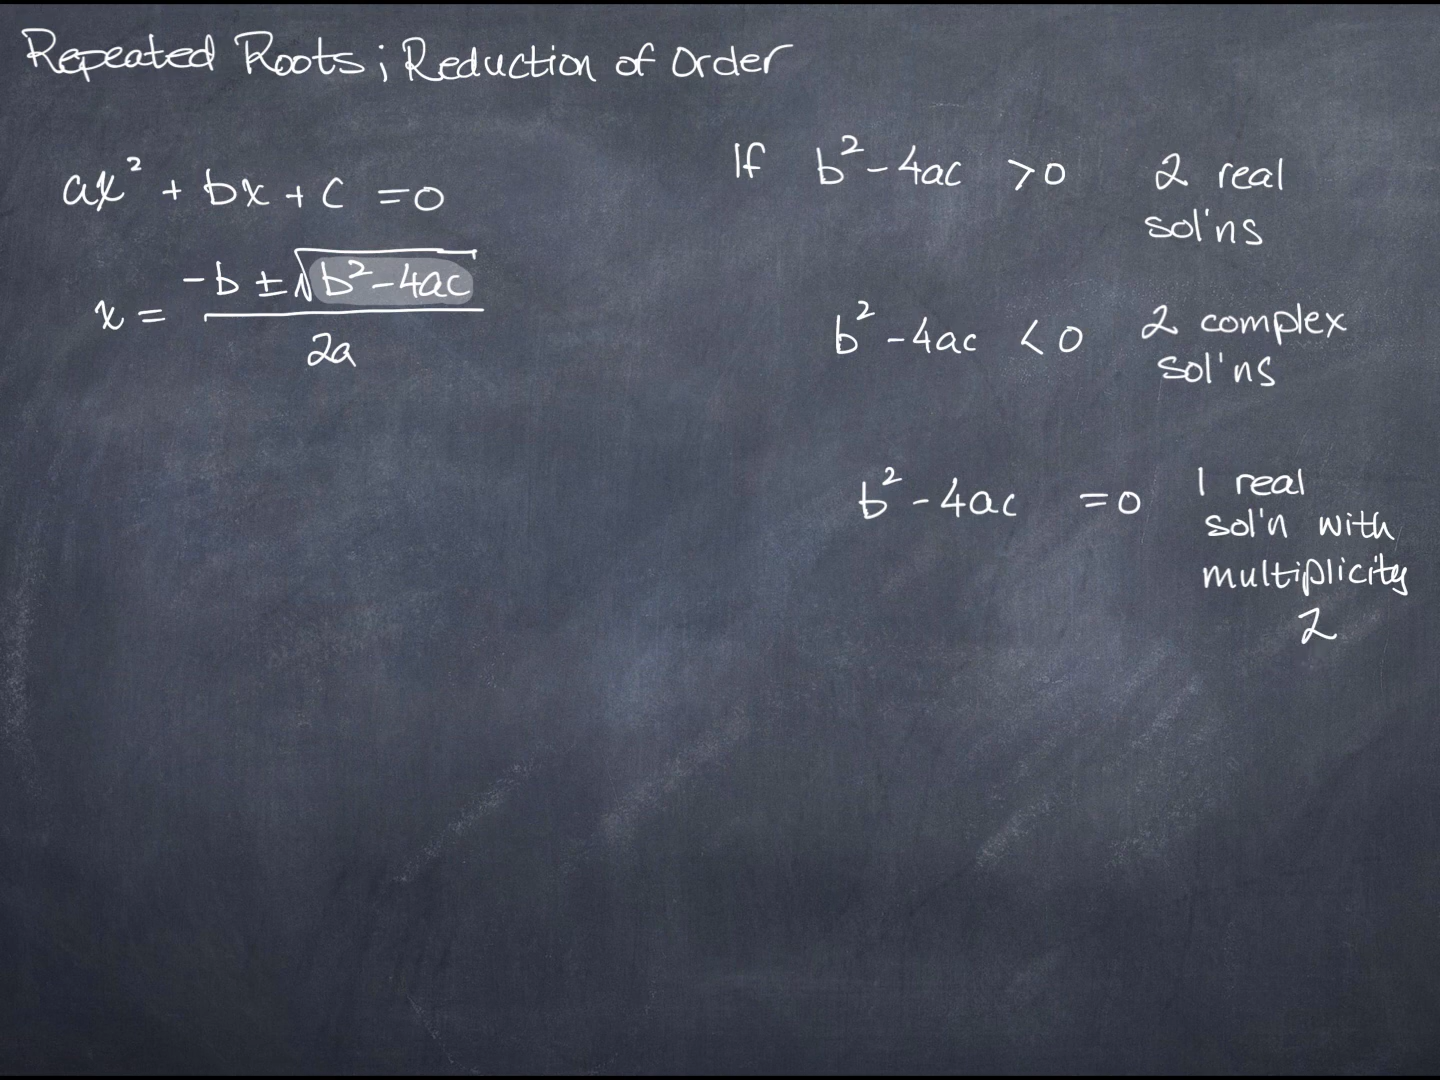 Repeated Roots; Reduction of Order
ax² + bx + c = 0
x = (-b ± √(b² - 4ac)) / 2a
If b² - 4ac > 0 2 real
sol'ns
b² - 4ac < 0 2 complex
sol'ns
b² - 4ac = 0 1 real
sol'n with
multiplicity
2